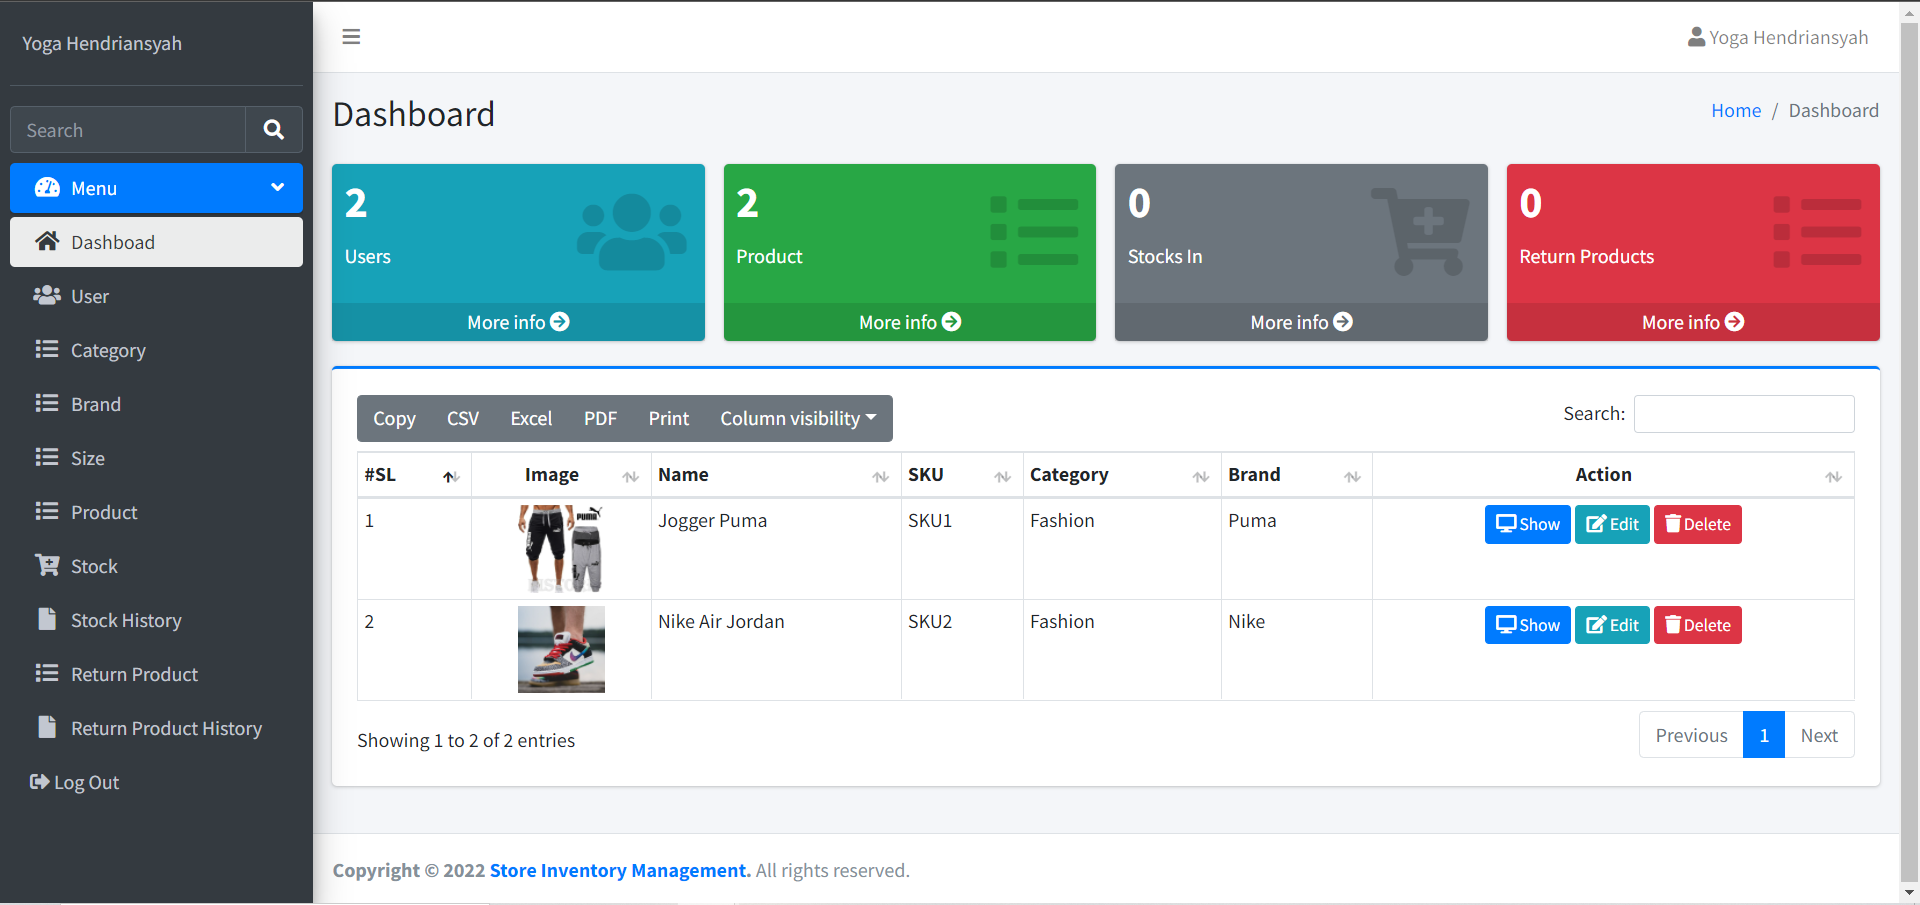 Yoga Hendriansyah
Search
Menu
Dashboad
User
Category
Brand
Size
Product
Stock
Stock History
Return Product
Return Product History
Log Out
Yoga Hendriansyah
Dashboard
Home / Dashboard
2
Users
More info
2
Product
More info
0
Stocks In
More info
0
Return Products
More info
Copy CSV Excel PDF Print Column visibility
Search:
#SL Image Name SKU Category Brand Action
PUMA
1 Jogger Puma SKU1 Fashion Puma Show Edit Delete
2 Nike Air Jordan SKU2 Fashion Nike Show Edit Delete
Showing 1 to 2 of 2 entries
Previous 1 Next
Copyright © 2022 Store Inventory Management. All rights reserved.